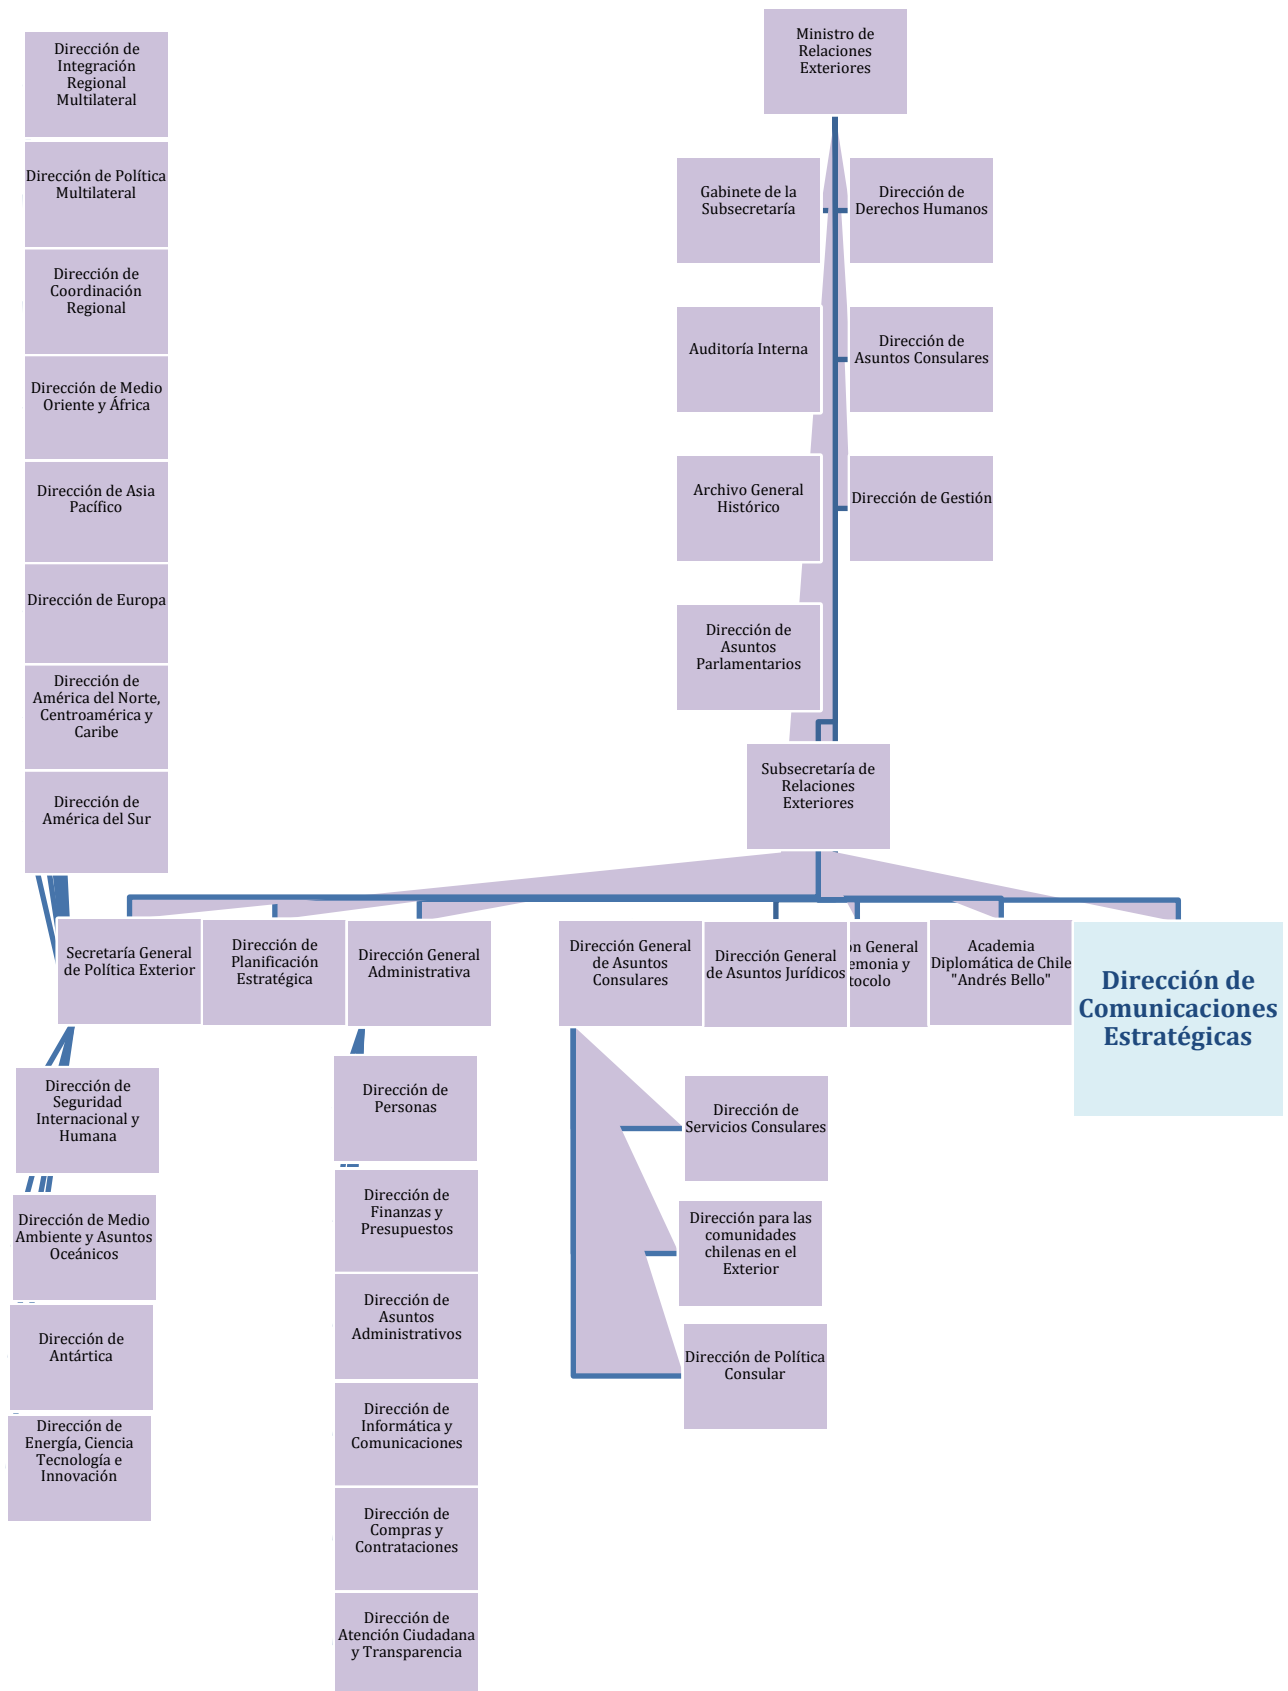 Ministro de
Relaciones
Exteriores
Gabinete de la
Subsecretaría
Dirección de
Derechos Humanos
Auditoría Interna
Dirección de
Asuntos Consulares
Archivo General
Histórico
Dirección de Gestión
Dirección de
Asuntos
Parlamentarios
Subsecretaría de
Relaciones
Exteriores
Dirección de
Integración
Regional
Multilateral
Dirección de Política
Multilateral
Dirección de
Coordinación
Regional
Dirección de Medio
Oriente y África
Dirección de Asia
Pacífico
Dirección de Europa
Dirección de
América del Norte,
Centroamérica y
Caribe
Dirección de
América del Sur
Secretaría General
de Política Exterior
Dirección de
Planificación
Estratégica
Dirección General
Administrativa
Dirección General
de Asuntos
Consulares
Dirección General
de Asuntos Jurídicos
General
y
Academia
Diplomática de Chile
"Andrés Bello"
Dirección de
Comunicaciones
Estratégicas
Dirección de
Seguridad
Internacional y
Humana
Dirección de Medio
Ambiente y Asuntos
Oceánicos
Dirección de
Antártica
Dirección de
Energía, Ciencia
Tecnología e
Innovación
Dirección de
Personas
Dirección de
Finanzas y
Presupuestos
Dirección de
Asuntos
Administrativos
Dirección de
Informática y
Comunicaciones
Dirección de
Compras y
Contrataciones
Dirección de
Atención Ciudadana
y Transparencia
Dirección de
Servicios Consulares
Dirección para las
comunidades
chilenas en el
Exterior
Dirección de Política
Consular